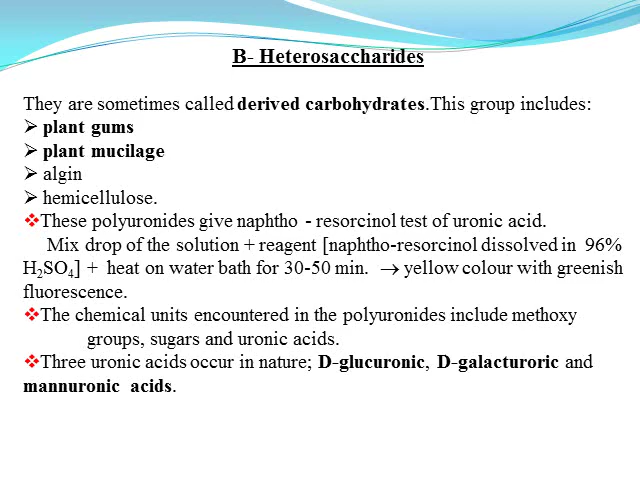 B- Heterosaccharides
They are sometimes called derived carbohydrates.This group includes:
➢ plant gums
➢ plant mucilage
➢ algin
➢ hemicellulose.
❖These polyuronides give naphtho - resorcinol test of uronic acid.
Mix drop of the solution + reagent [naphtho-resorcinol dissolved in 96%
H₂SO₄] + heat on water bath for 30-50 min. → yellow colour with greenish
fluorescence.
❖The chemical units encountered in the polyuronides include methoxy
groups, sugars and uronic acids.
❖Three uronic acids occur in nature; D-glucuronic, D-galacturoric and
mannuronic acids.